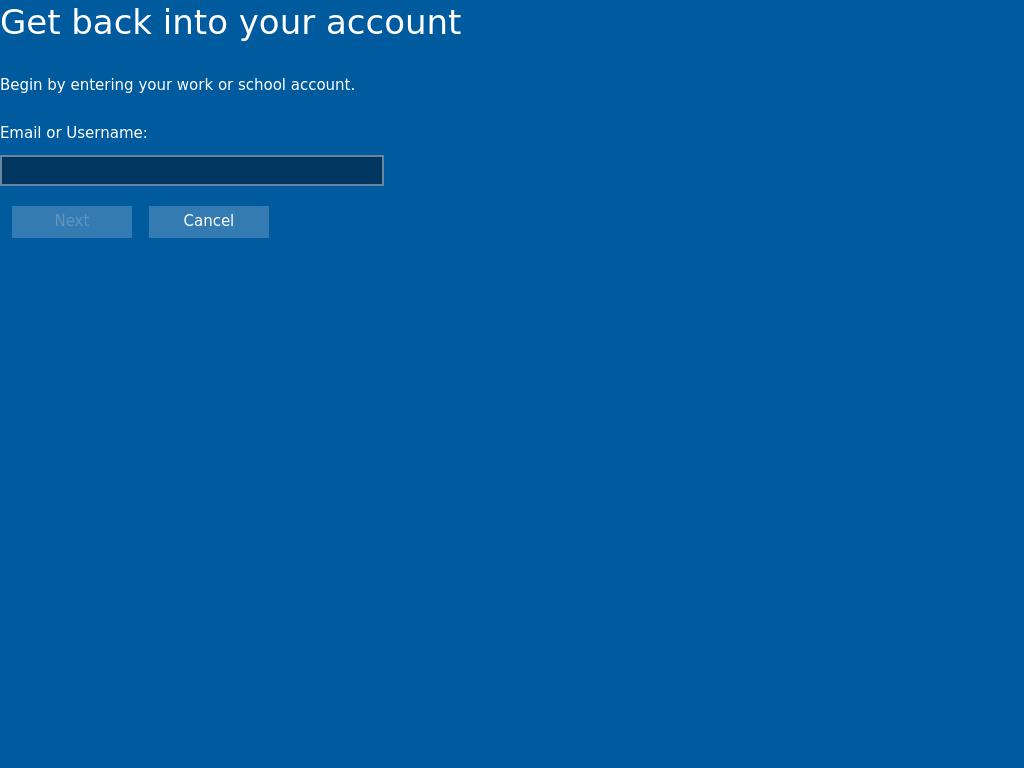 Get back into your account
Begin by entering your work or school account.
Email or Username:
Next
Cancel